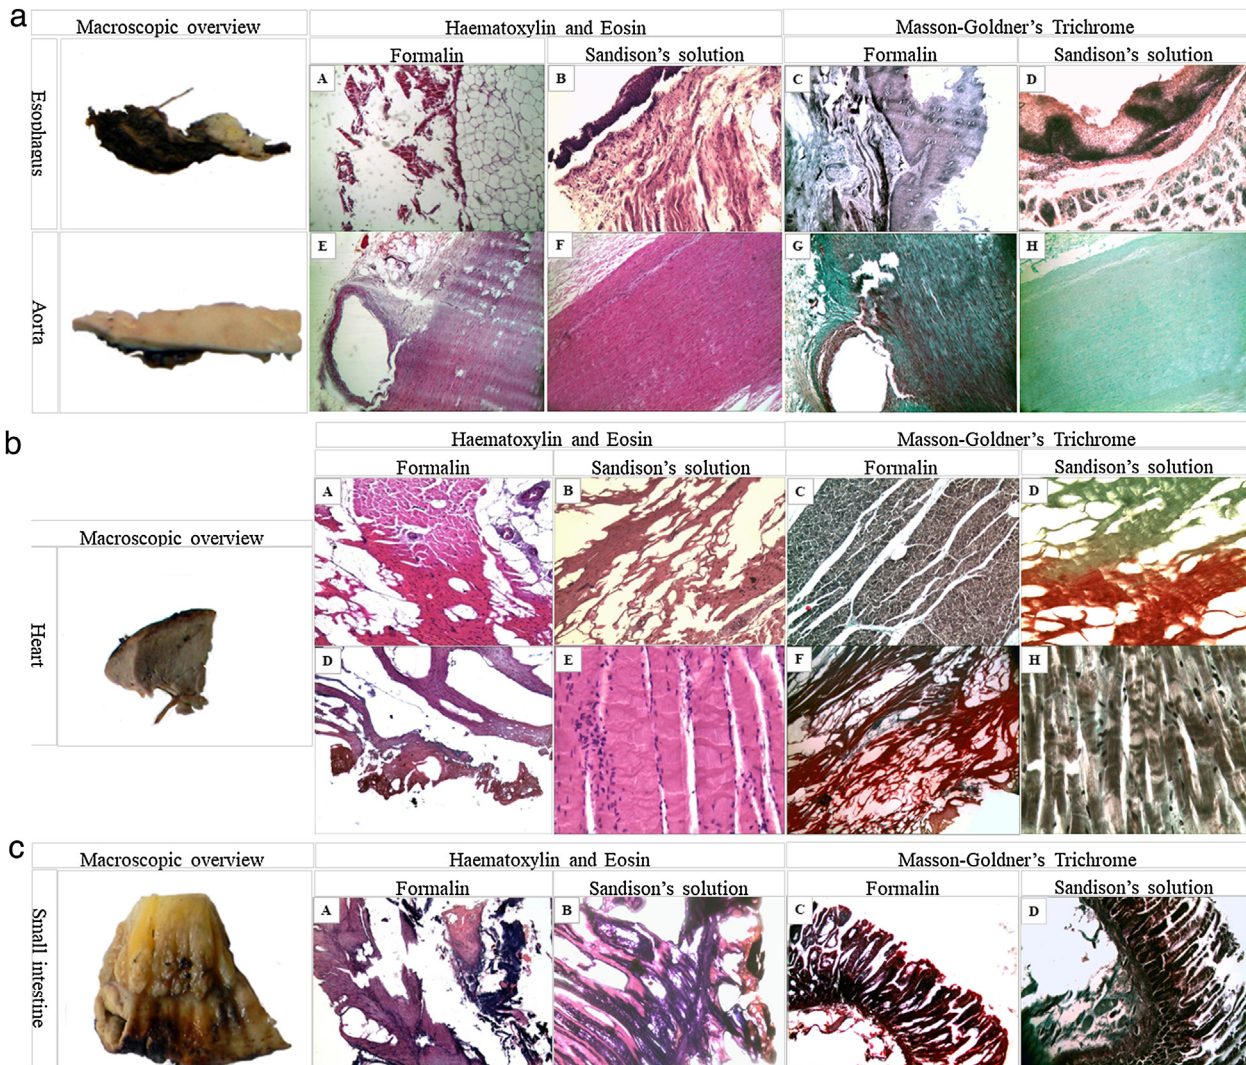 a
Macroscopic overview
Haematoxylin and Eosin
Masson-Goldner's Trichrome
Formalin
Sandison's solution
Formalin
Sandison's solution
Esophagus
A
B
C
D
Aorta
E
F
G
H
b
Haematoxylin and Eosin
Masson-Goldner's Trichrome
Formalin
Sandison's solution
Formalin
Sandison's solution
Macroscopic overview
Heart
A
B
C
D
D
E
F
H
c
Macroscopic overview
Haematoxylin and Eosin
Masson-Goldner's Trichrome
Formalin
Sandison's solution
Formalin
Sandison's solution
Small intestine
A
B
C
D